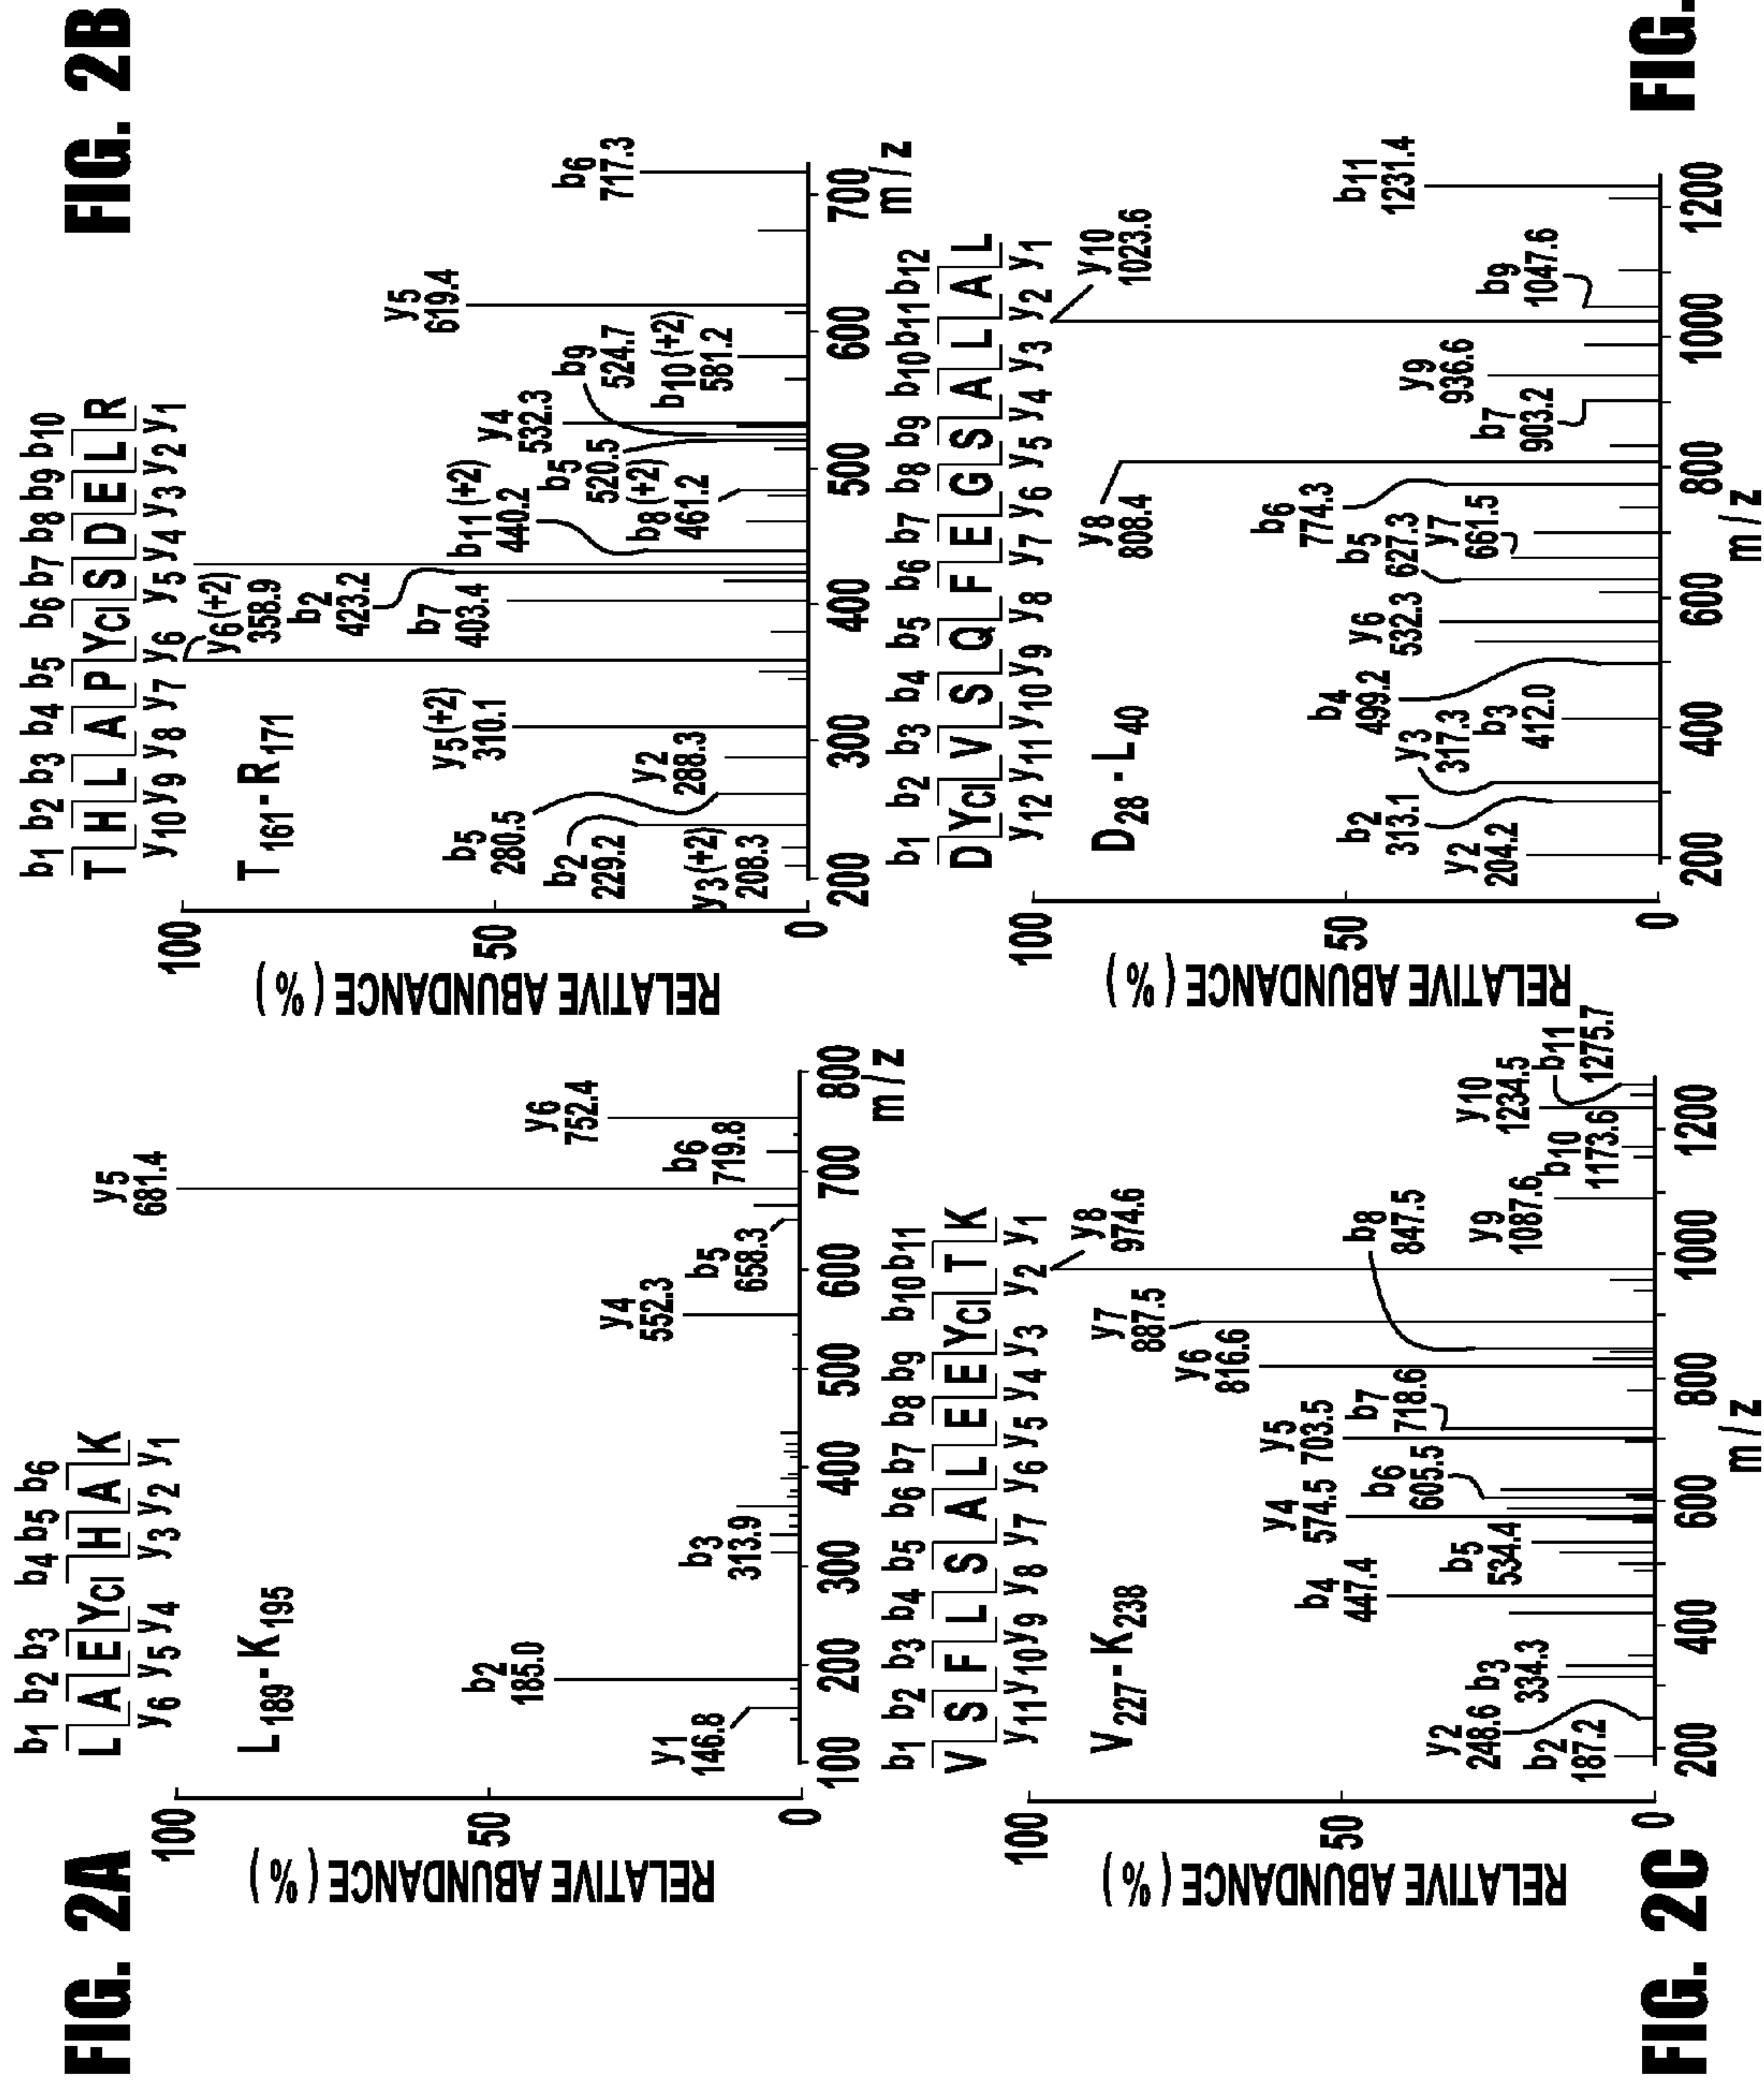 FIG. 2A
b1 b2 b3 b4 b5 b6
L A E YCl H A K
y6 y5 y4 y3 y2 y1
L189-K195
100
50
0
RELATIVE ABUNDANCE (%)
y1
146.8
b2
185.0
b3
313.9
y4
552.3
b5
658.3
y5
681.4
b6
719.8
y6
752.4
100 200 300 400 500 600 700 800
m/z
FIG. 2B
b1 b2 b3 b4 b5 b6 b7 b8 b9 b10
T H L A P YCl S D E L R
y10 y9 y8 y7 y6 y5 y4 y3 y2 y1
T161-R171
100
50
0
RELATIVE ABUNDANCE (%)
y3(+2)
208.3
b2
229.2
b5
280.5
y2
288.3
y5(+2)
310.1
y6(+2)
358.9
b7
403.4
b2
423.2
b11(+2)
440.2
b8(+2)
461.2
b5
520.5
b9
524.7
y4
532.3
b10(+2)
581.2
y5
619.4
b6
717.3
200 300 400 500 600 700
m/z
FIG. 2C
b1 b2 b3 b4 b5 b6 b7 b8 b9 b10 b11
V S F L S A L E E YCl T K
y11 y10 y9 y8 y7 y6 y5 y4 y3 y2 y1
V227-K238
100
50
0
RELATIVE ABUNDANCE (%)
b2
187.2
y2
248.6
b3
334.3
b4
447.4
b5
534.4
y4
574.5
b6
605.5
y5
703.5
b7
718.6
y6
816.6
b8
847.5
y7
887.5
y8
974.6
y9
1087.6
b10
1173.6
y10
1234.5
b11
1275.7
200 400 600 800 1000 1200
m/z
FIG.
b1 b2 b3 b4 b5 b6 b7 b8 b9 b10 b11 b12
D YCl V S Q F E G S A L A L
y12 y11 y10 y9 y8 y7 y6 y5 y4 y3 y2 y1
D28-L40
100
50
0
RELATIVE ABUNDANCE (%)
y2
204.2
b2
313.1
y3
317.3
b3
412.0
b4
499.2
y6
532.3
b5
627.3
y7
661.5
b6
774.3
y8
808.4
b7
903.2
y9
936.6
y10
1023.6
b9
1047.6
b11
1231.4
200 400 600 800 1000 1200
m/z